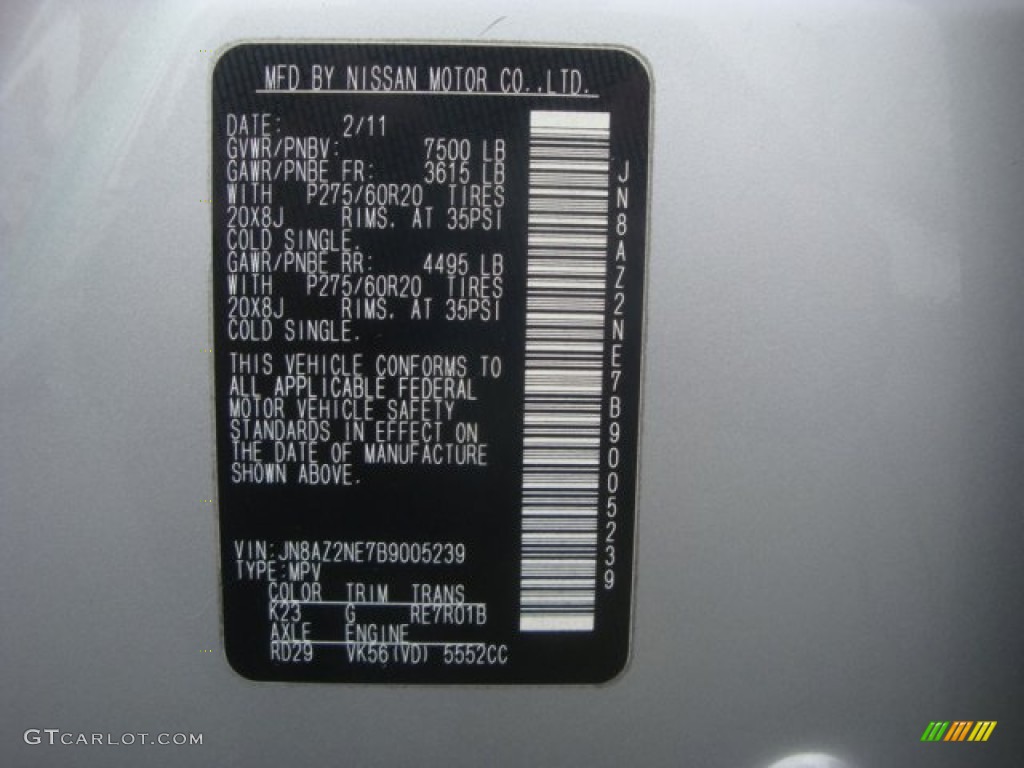 MFD BY NISSAN MOTOR CO.,LTD.
DATE: 2/11
GVWR/PNBV: 7500 LB
GAWR/PNBE FR: 3615 LB
WITH P275/60R20 TIRES
20X8J RIMS. AT 35PSI
COLD SINGLE.
GAWR/PNBE RR: 4495 LB
WITH P275/60R20 TIRES
20X8J RIMS. AT 35PSI
COLD SINGLE.
THIS VEHICLE CONFORMS TO
ALL APPLICABLE FEDERAL
MOTOR VEHICLE SAFETY
STANDARDS IN EFFECT ON
THE DATE OF MANUFACTURE
SHOWN ABOVE.
VIN:JN8AZ2NE7B9005239
TYPE:MPV
COLOR TRIM TRANS
K23 G RE7R01B
AXLE ENGINE
RD29 VK56(VD) 5552CC
JN8AZ2NE7B9005239
GTCARLOT.COM